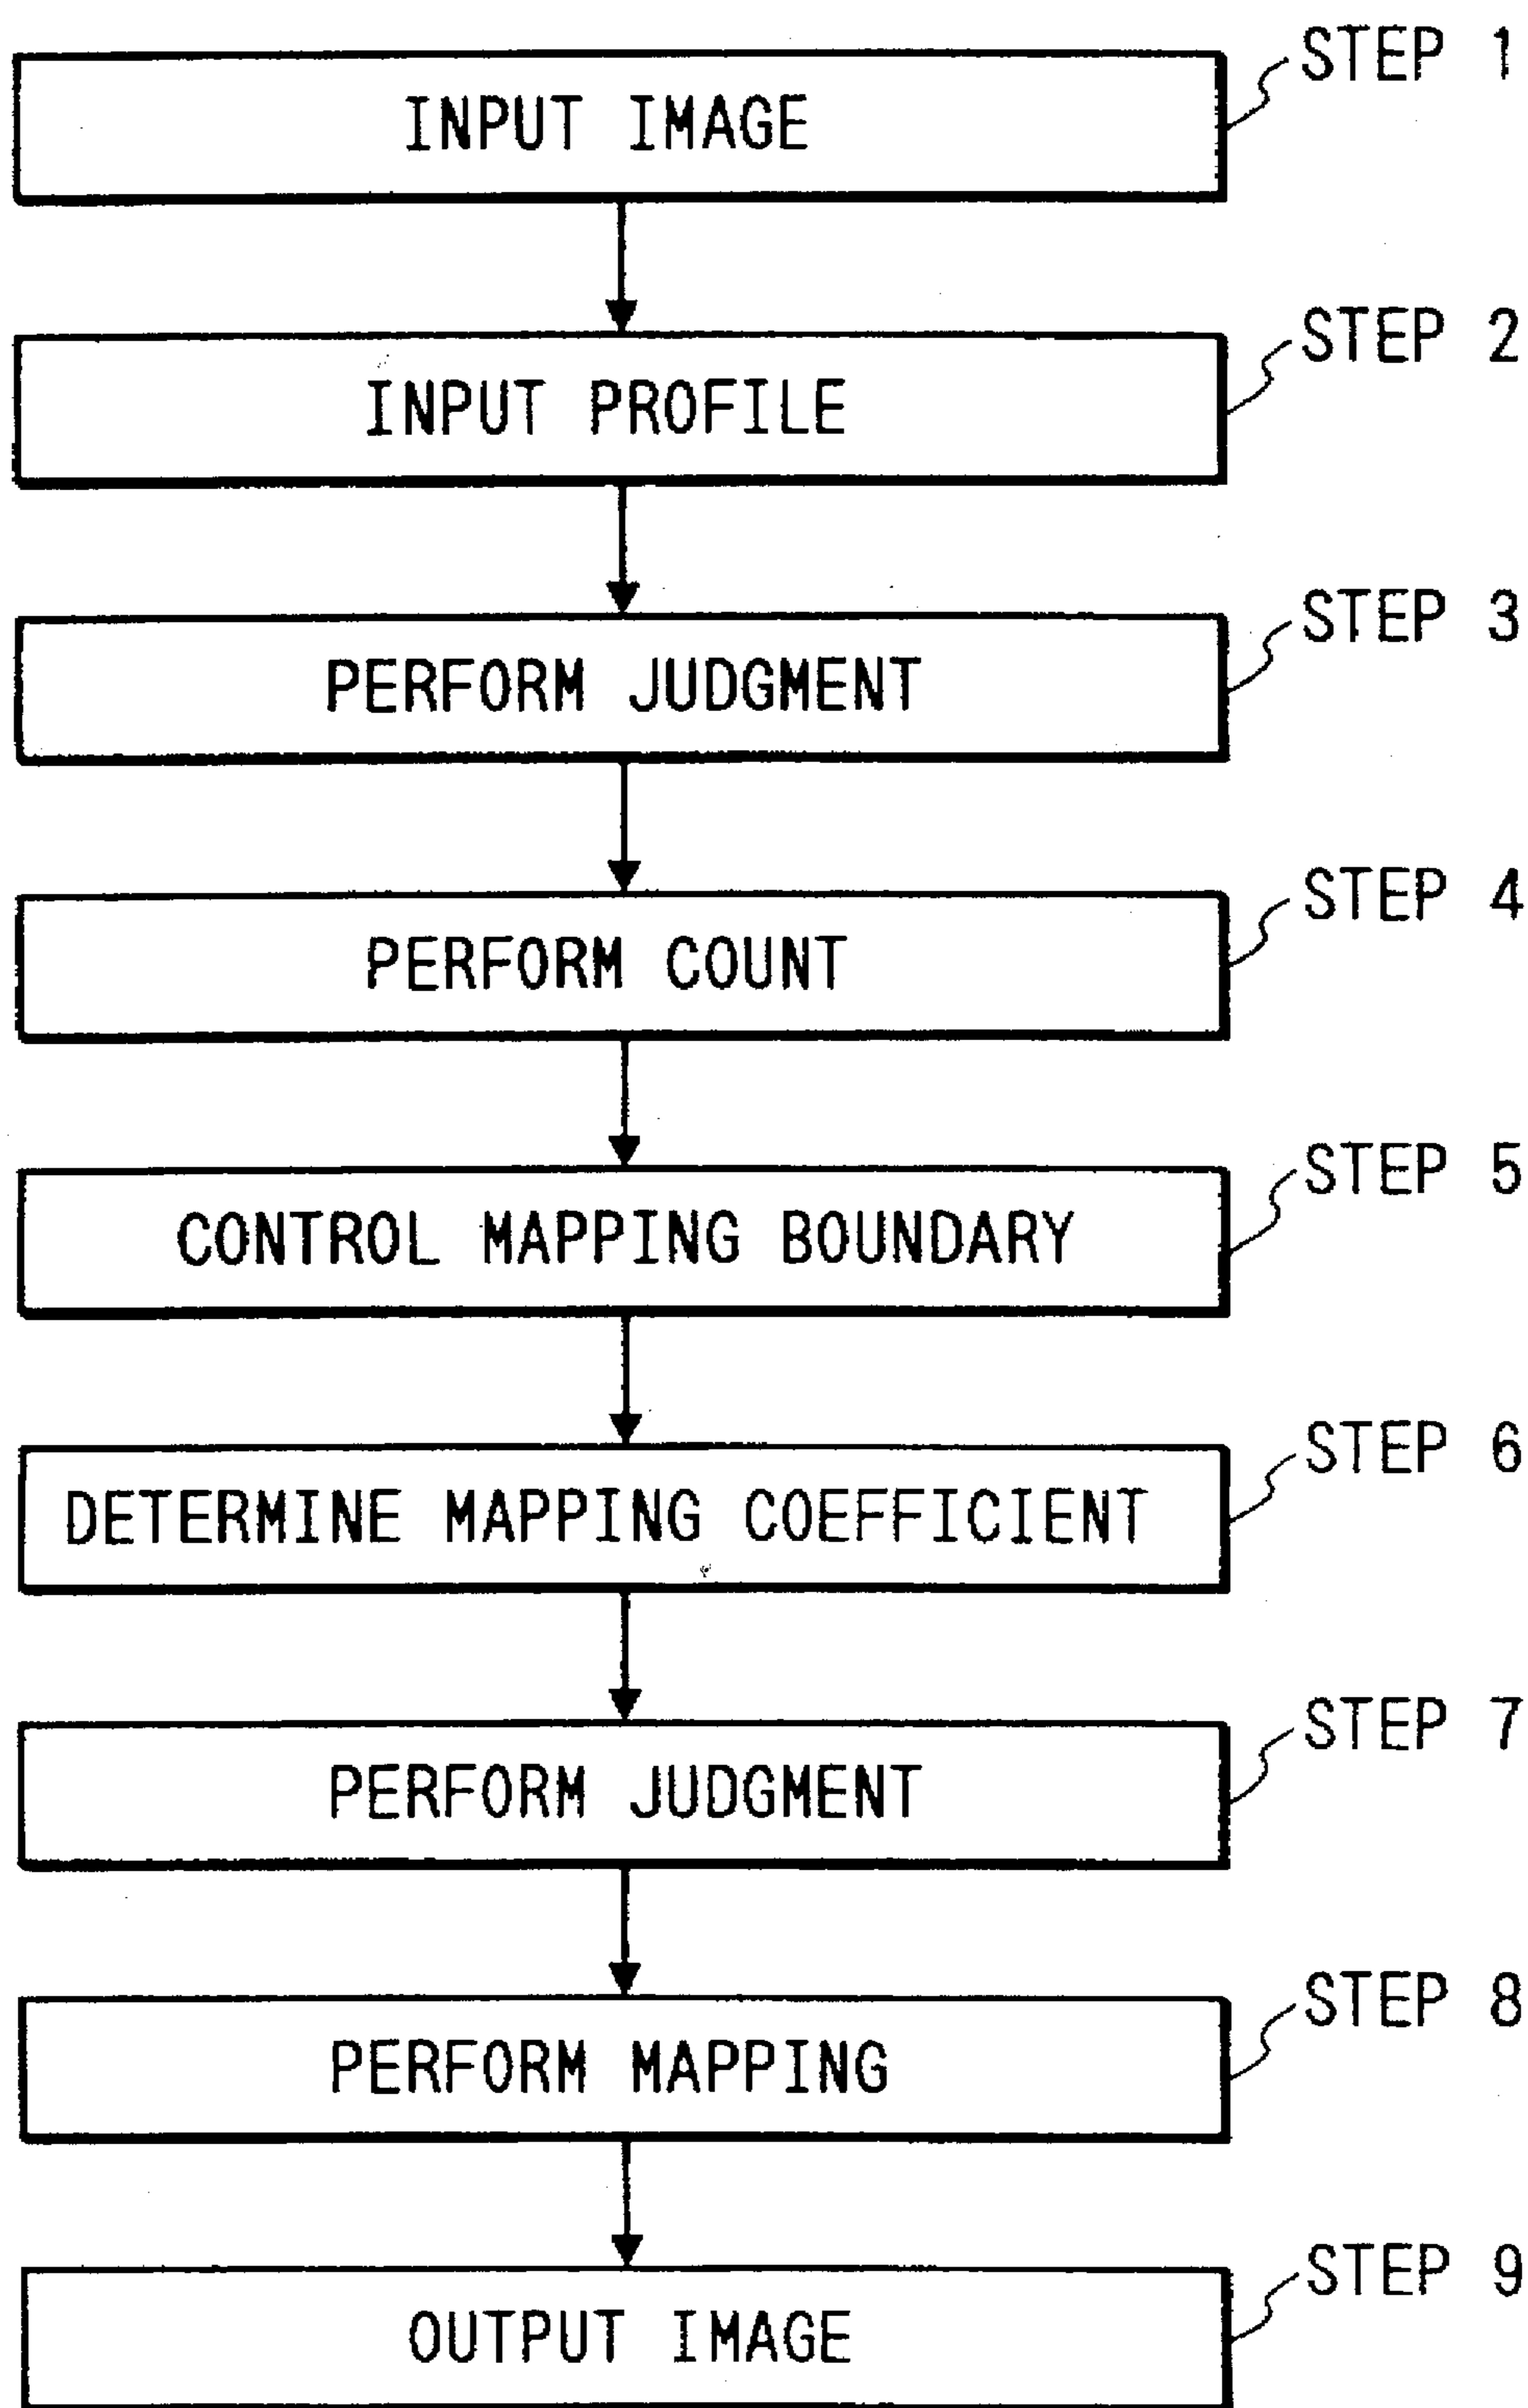 STEP 1
INPUT IMAGE
STEP 2
INPUT PROFILE
STEP 3
PERFORM JUDGMENT
STEP 4
PERFORM COUNT
STEP 5
CONTROL MAPPING BOUNDARY
STEP 6
DETERMINE MAPPING COEFFICIENT
STEP 7
PERFORM JUDGMENT
STEP 8
PERFORM MAPPING
STEP 9
OUTPUT IMAGE